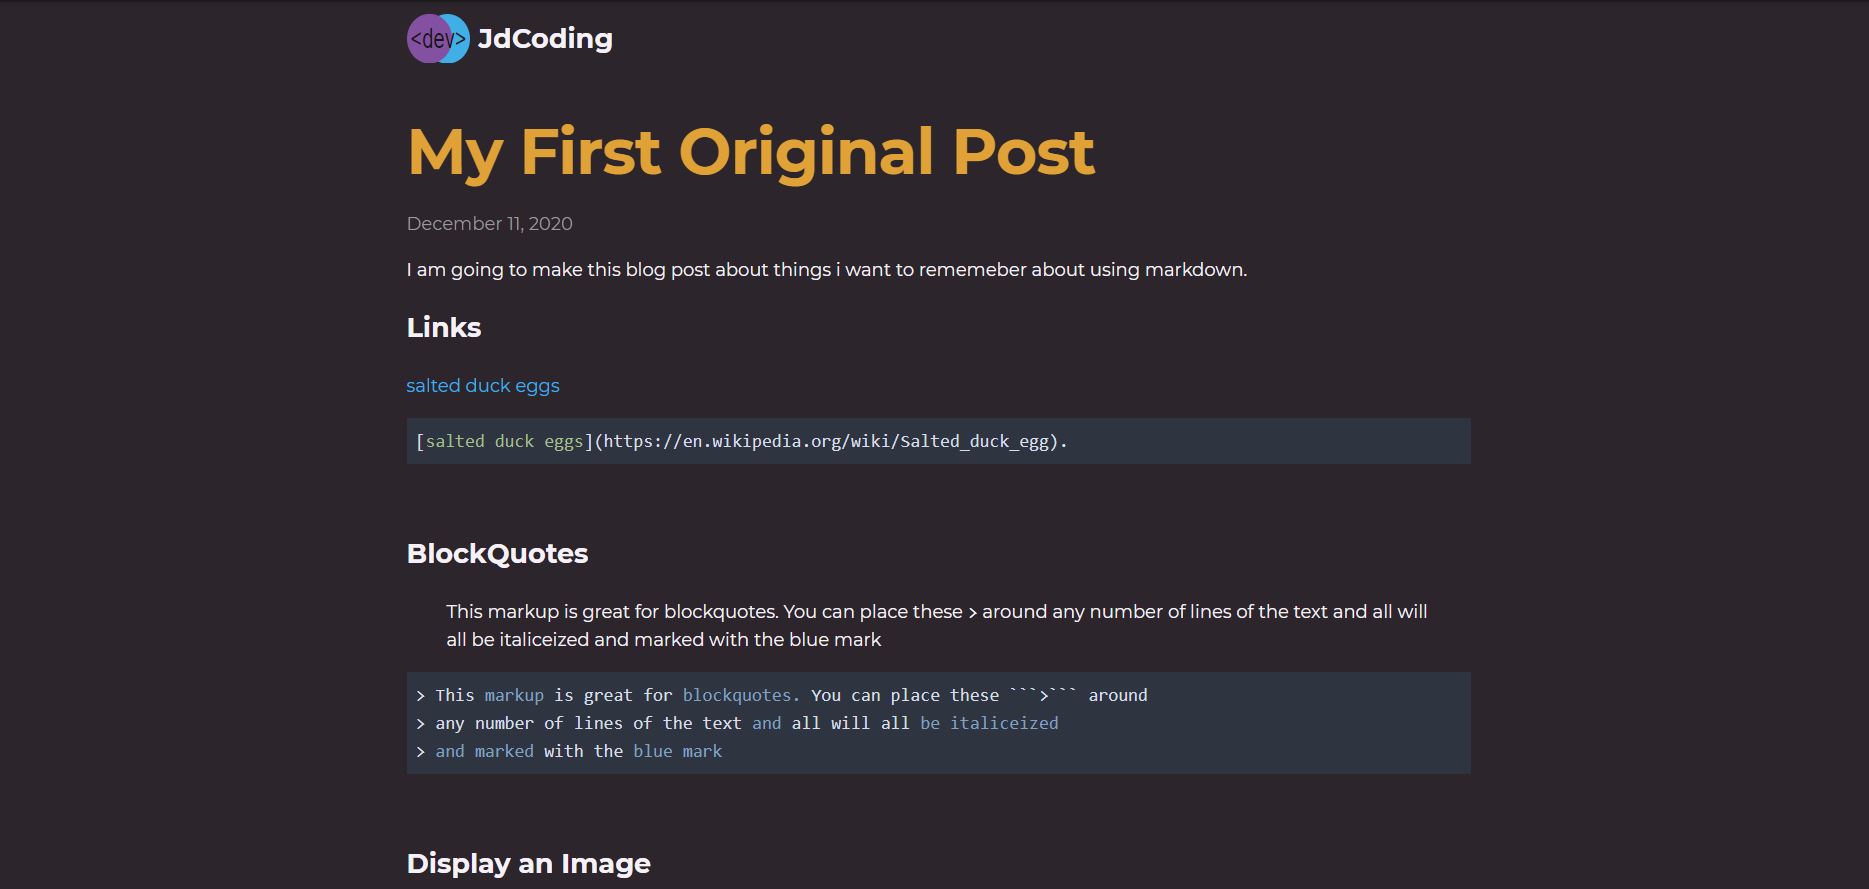 <dev> JdCoding
My First Original Post
December 11, 2020
I am going to make this blog post about things i want to rememeber about using markdown.
Links
salted duck eggs
[salted duck eggs](https://en.wikipedia.org/wiki/Salted_duck_egg).
BlockQuotes
This markup is great for blockquotes. You can place these > around any number of lines of the text and all will
all be italiceized and marked with the blue mark
> This markup is great for blockquotes. You can place these ```>``` around
> any number of lines of the text and all will all be italiceized
> and marked with the blue mark
Display an Image